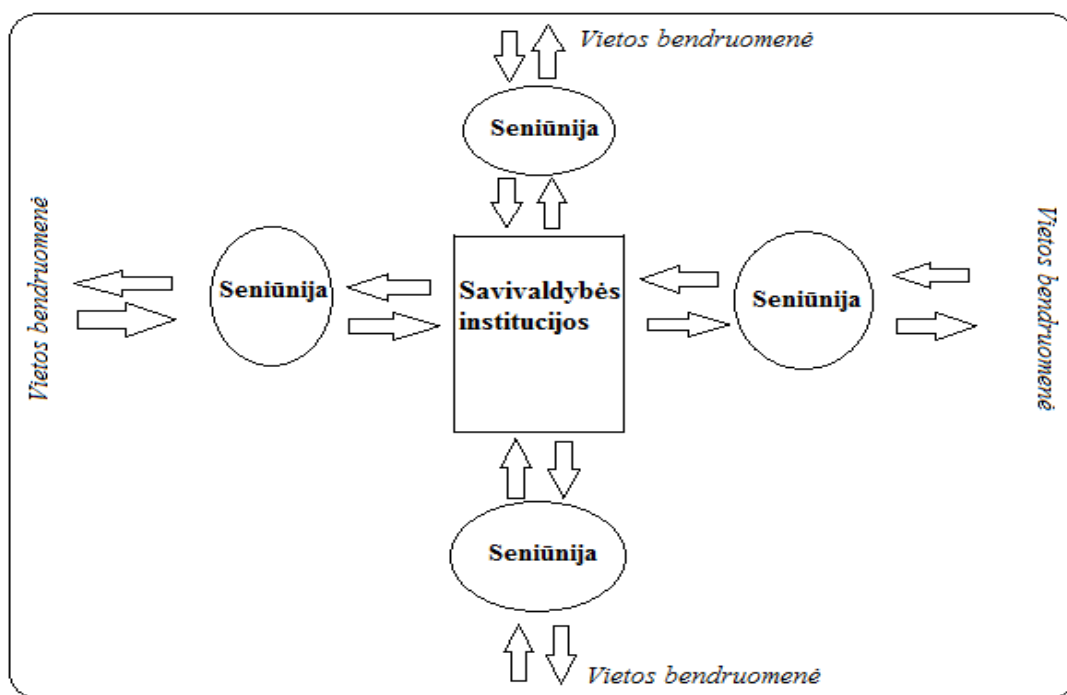 Vietos bendruomenė
Seniūnija
Vietos bendruomenė
Seniūnija
Savivaldybės
institucijos
Seniūnija
Vietos bendruomenė
Seniūnija
Vietos bendruomenė